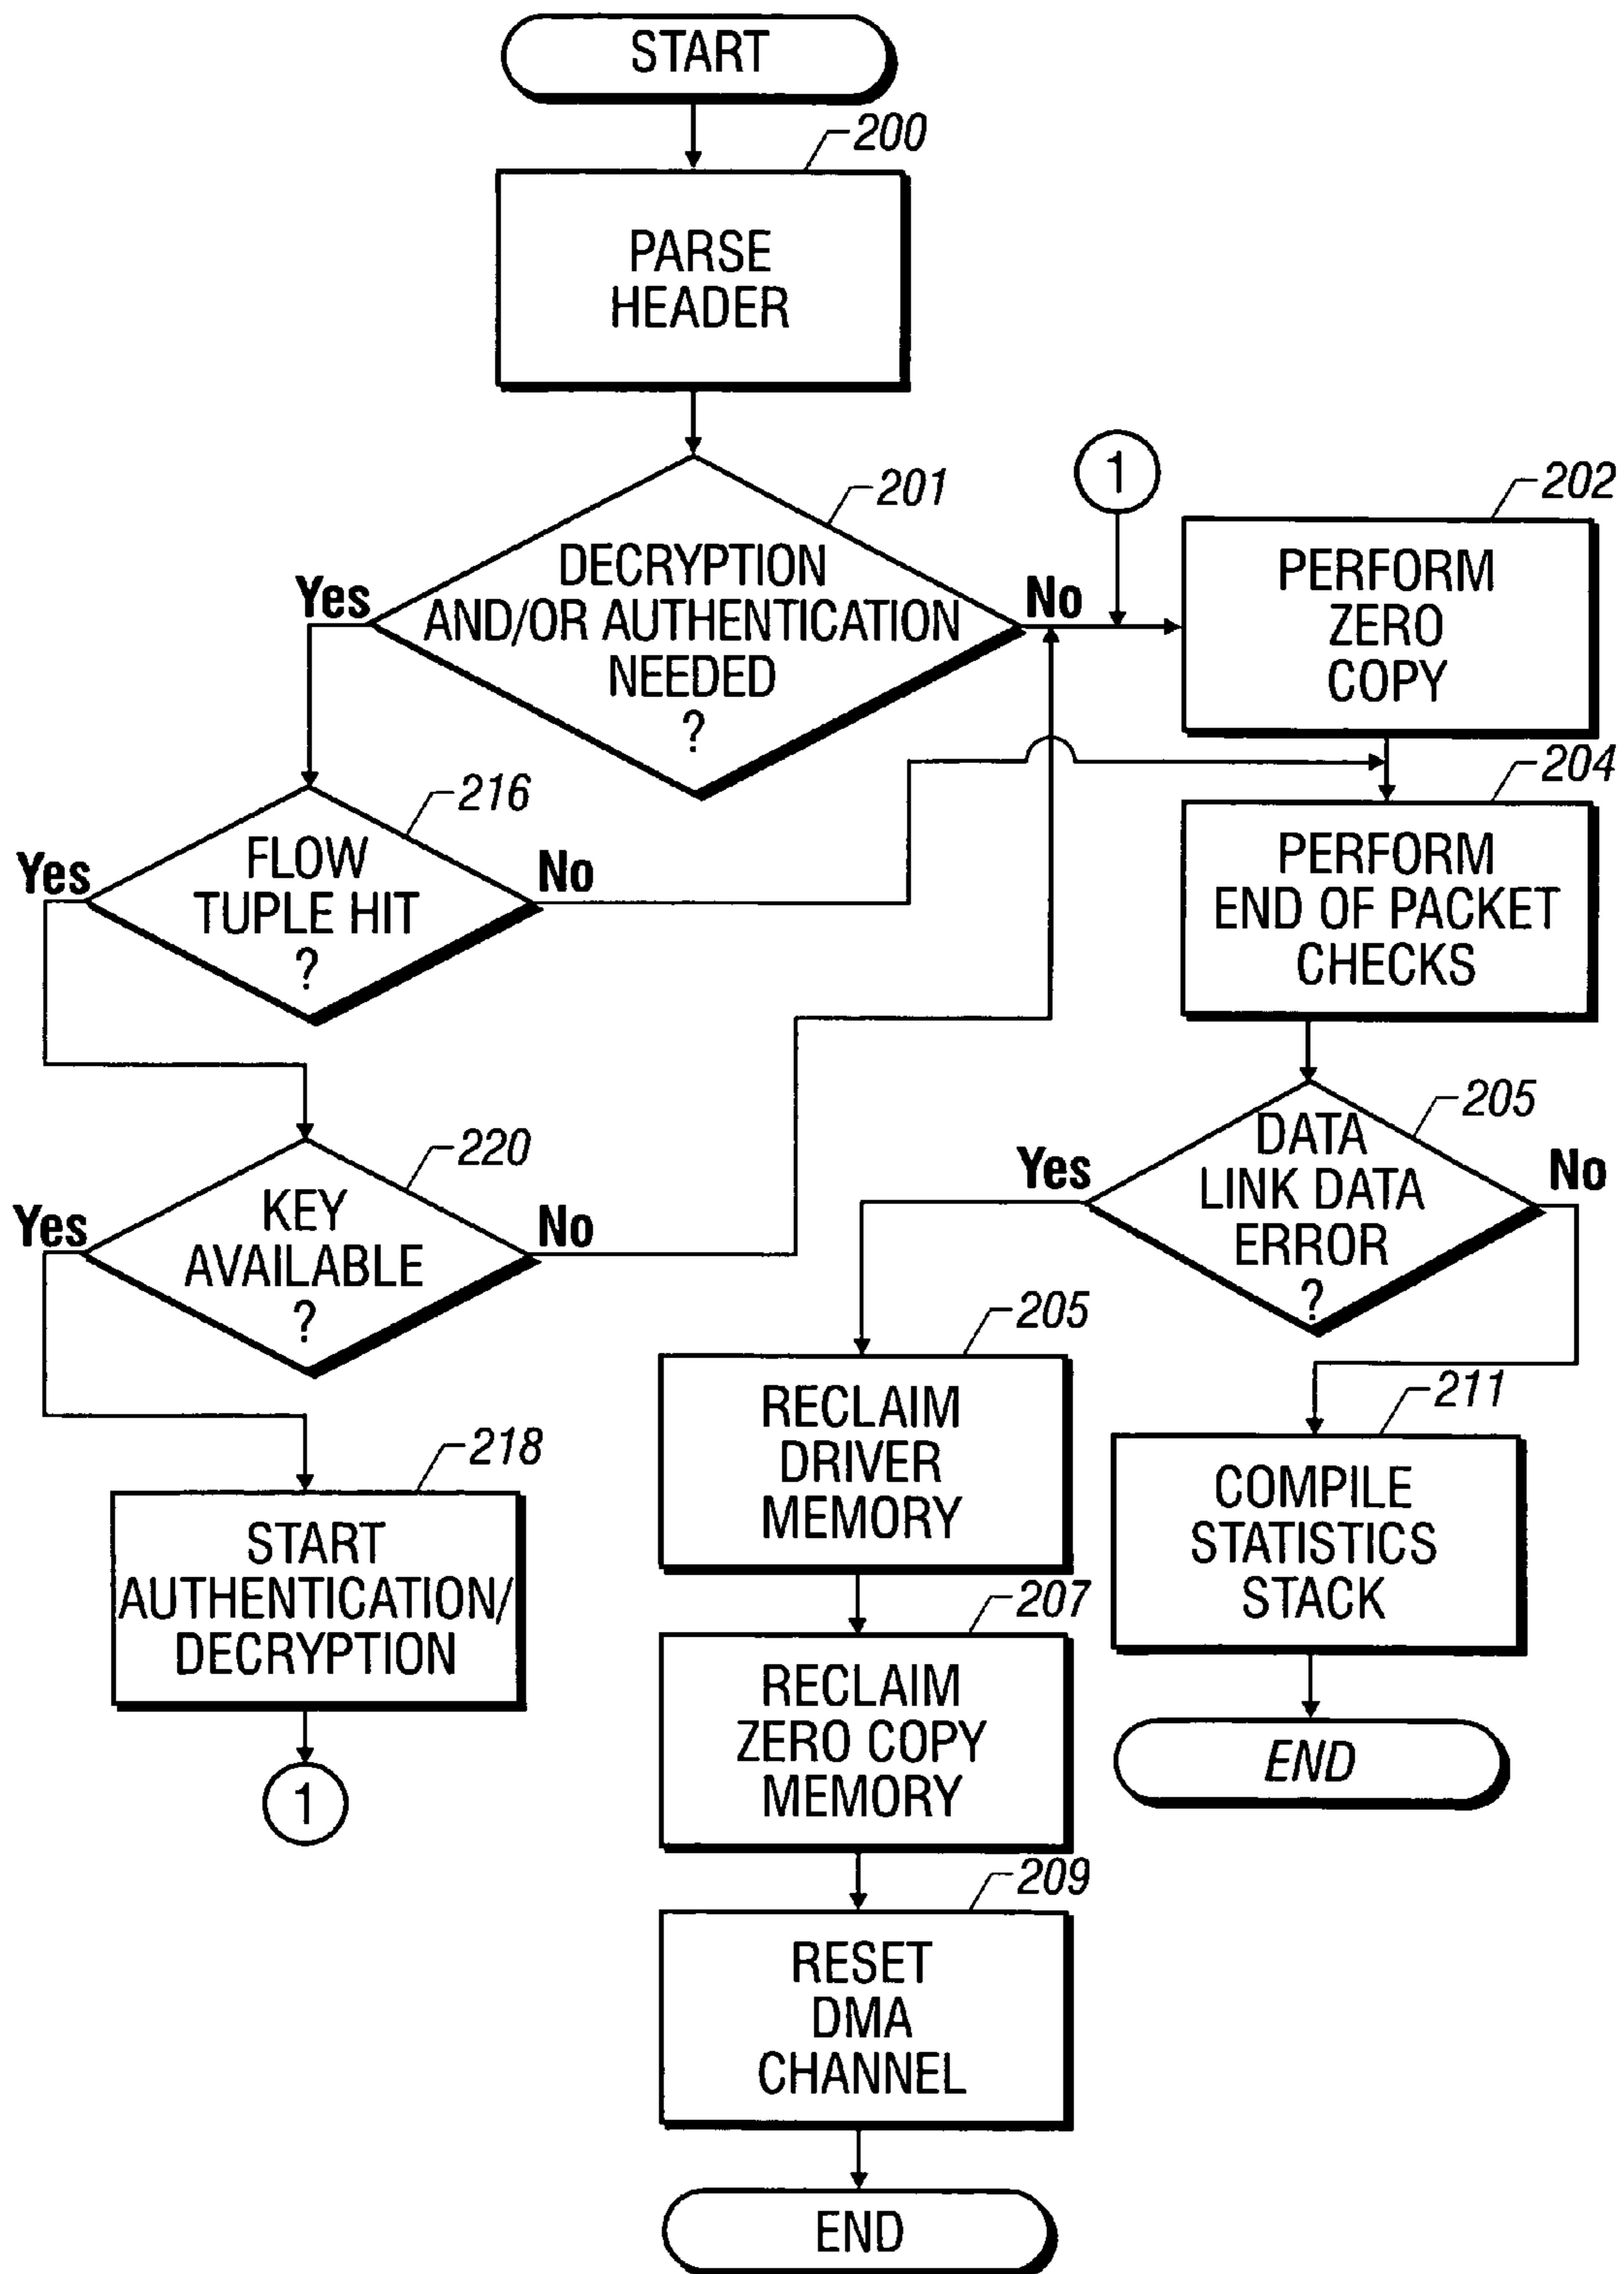 START
200
PARSE
HEADER
201
DECRYPTION
AND/OR AUTHENTICATION
NEEDED
?
Yes
No
1
202
PERFORM
ZERO
COPY
216
FLOW
TUPLE HIT
?
Yes
No
204
PERFORM
END OF PACKET
CHECKS
220
KEY
AVAILABLE
?
Yes
No
205
DATA
LINK DATA
ERROR
?
Yes
No
218
START
AUTHENTICATION/
DECRYPTION
1
205
RECLAIM
DRIVER
MEMORY
211
COMPILE
STATISTICS
STACK
END
207
RECLAIM
ZERO COPY
MEMORY
209
RESET
DMA
CHANNEL
END